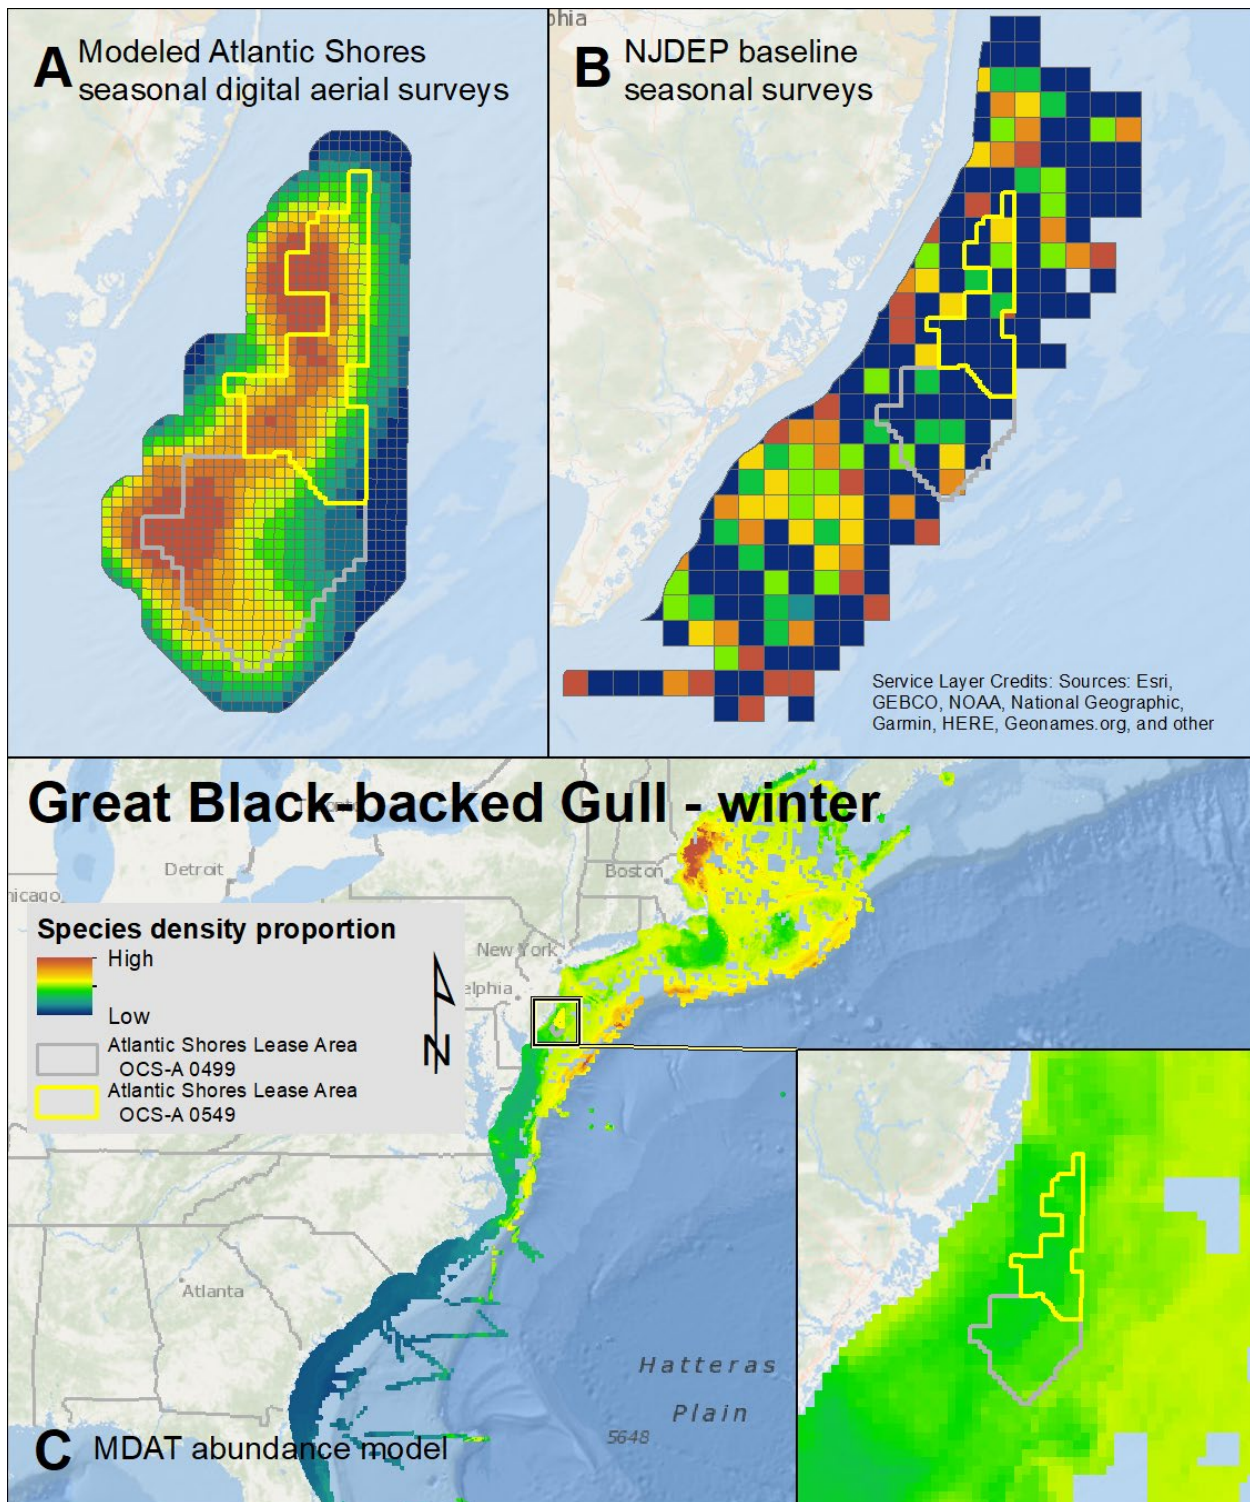 phia
A Modeled Atlantic Shores
seasonal digital aerial surveys
B NJDEP baseline
seasonal surveys
Service Layer Credits: Sources: Esri,
GEBCO, NOAA, National Geographic,
Garmin, HERE, Geonames.org, and other
Great Black-backed Gull - winter
Detroit
Boston
hicago
Species density proportion
High
Low
Atlantic Shores Lease Area
OCS-A 0499
Atlantic Shores Lease Area
OCS-A 0549
N
New York
elphia
Atlanta
Hatteras
Plain
5648
C MDAT abundance model